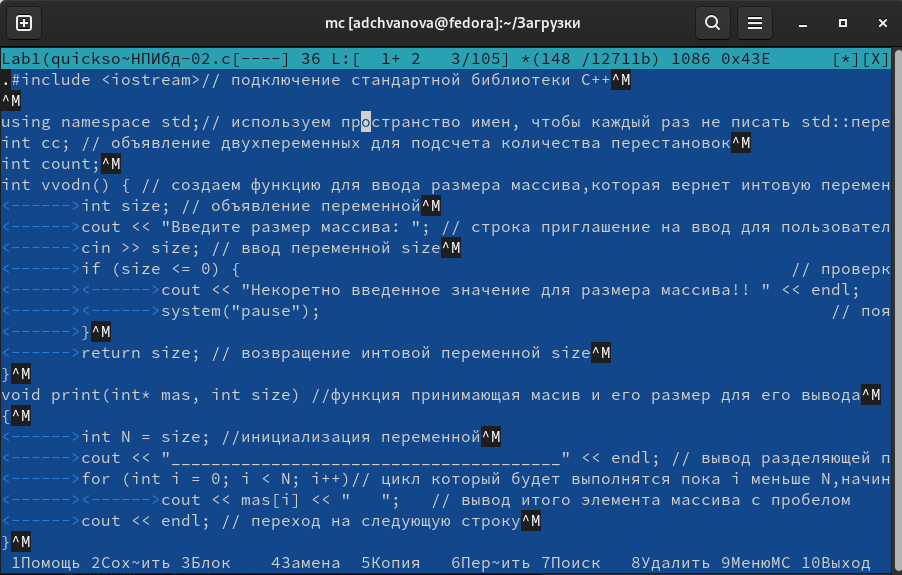 mc [adchvanova@fedora]:~/Загрузки
Lab1(quickso~НПИбд-02.c[----] 36 L:[  1+ 2   3/105] *(148 /12711b) 1086 0x43E      [*][X]
.#include <iostream>// подключение стандартной библиотеки C++^M
^M
using namespace std;// используем пространство имен, чтобы каждый раз не писать std::пере
int cc; // объявление двухпеременных для подсчета количества перестановок^M
int count;^M
int vvodn() { // создаем функцию для ввода размера массива,которая вернет интовую перемен
<------>int size; // объявление переменной^M
<------>cout << "Введите размер массива: "; // строка приглашение на ввод для пользовател
<------>cin >> size; // ввод переменной size^M
<------>if (size <= 0) {                                                       // проверк
<------><------>cout << "Некоретно введенное значение для размера массива!! " << endl;
<------><------>system("pause");                                                   // поя
<------>}^M
<------>return size; // возвращение интовой переменной size^M
}^M
void print(int* mas, int size) //функция принимающая масив и его размер для его вывода^M
{^M
<------>int N = size; //инициализация переменной^M
<------>cout << "_______________________________________" << endl; // вывод разделяющей п
<------>for (int i = 0; i < N; i++)// цикл который будет выполнятся пока i меньше N,начин
<------><------>cout << mas[i] << "   ";   // вывод итого элемента массива с пробелом
<------>cout << endl; // переход на следующую строку^M
}^M
1Помощь 2Сох~ить 3Блок    4Замена  5Копия   6Пер~ить 7Поиск   8Удалить 9МенюMC 10Выход